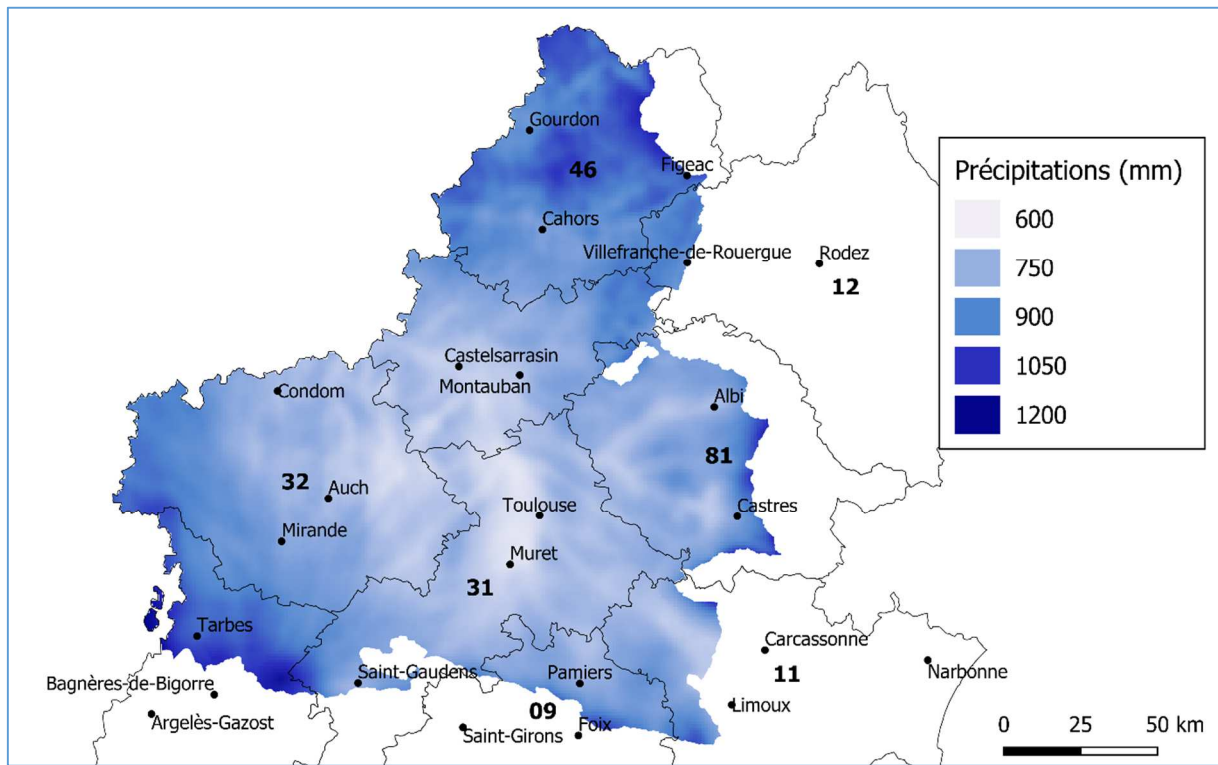 Gourdon
46
Figeac
Cahors
Villefranche-de-Rouergue
Rodez
12
Précipitations (mm)
600
750
900
1050
1200
Castelsarrasin
Montauban
Condom
Albi
81
32
Auch
Toulouse
Castres
Mirande
Muret
31
Tarbes
Carcassonne
Narbonne
Bagnères-de-Bigorre
Saint-Gaudens
Pamiers
11
Limoux
Argelès-Gazost
09
Saint-Girons
Foix
0 25 50 km